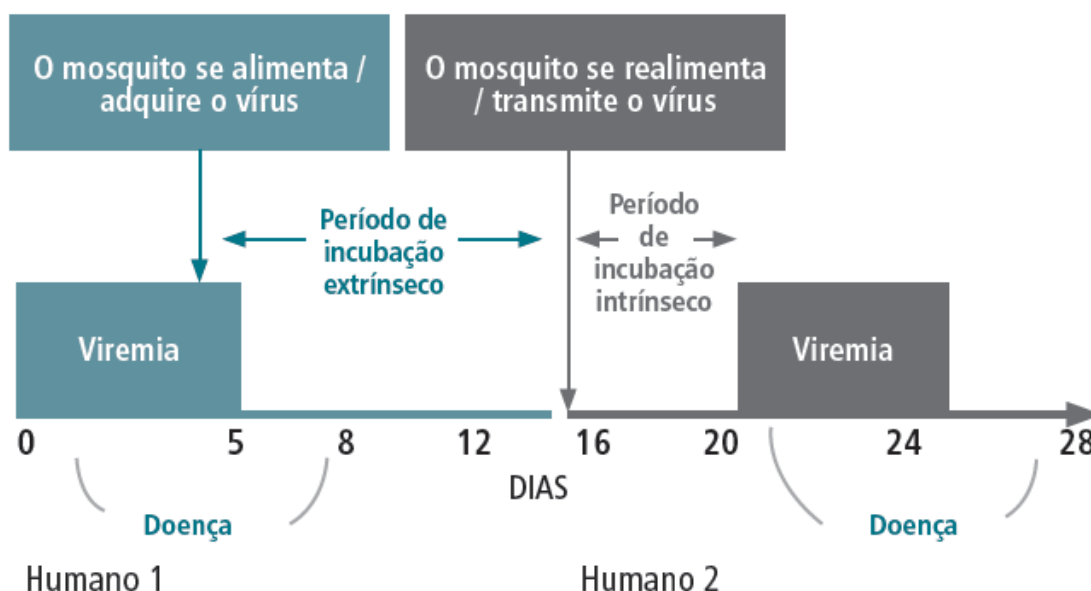 O mosquito se alimenta /
adquire o vírus
O mosquito se realimenta
/ transmite o vírus
Período de
incubação
extrínseco
Período
de
incubação
intrínseco
Viremia
Viremia
0 5 8 12 16 20 24 28
DIAS
Doença
Doença
Humano 1
Humano 2